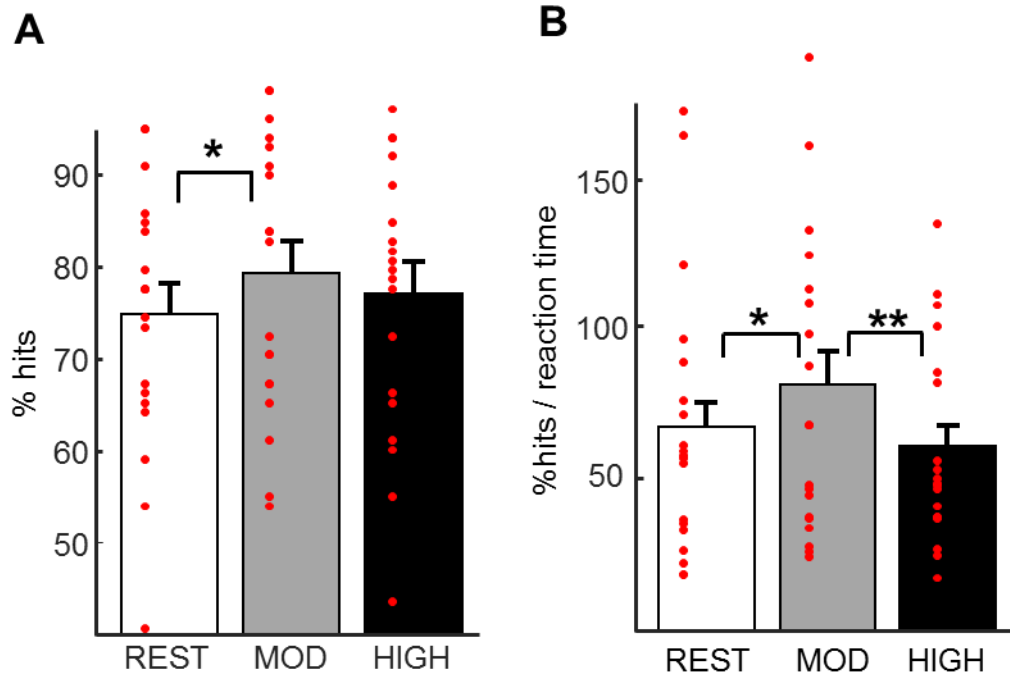 A
% hits
90
80
70
60
50
*
REST MOD HIGH
B
%hits / reaction time
150
100
50
*
**
REST MOD HIGH